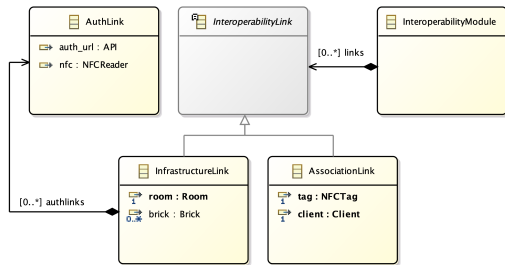 AuthLink
auth_url : API
nfc : NFCReader
InteroperabilityLink
InteroperabilityModule
[0..*] links
InfrastructureLink
room : Room
1
brick : Brick
0..*
AssociationLink
tag : NFCTag
1
client : Client
1
[0..*] authlinks